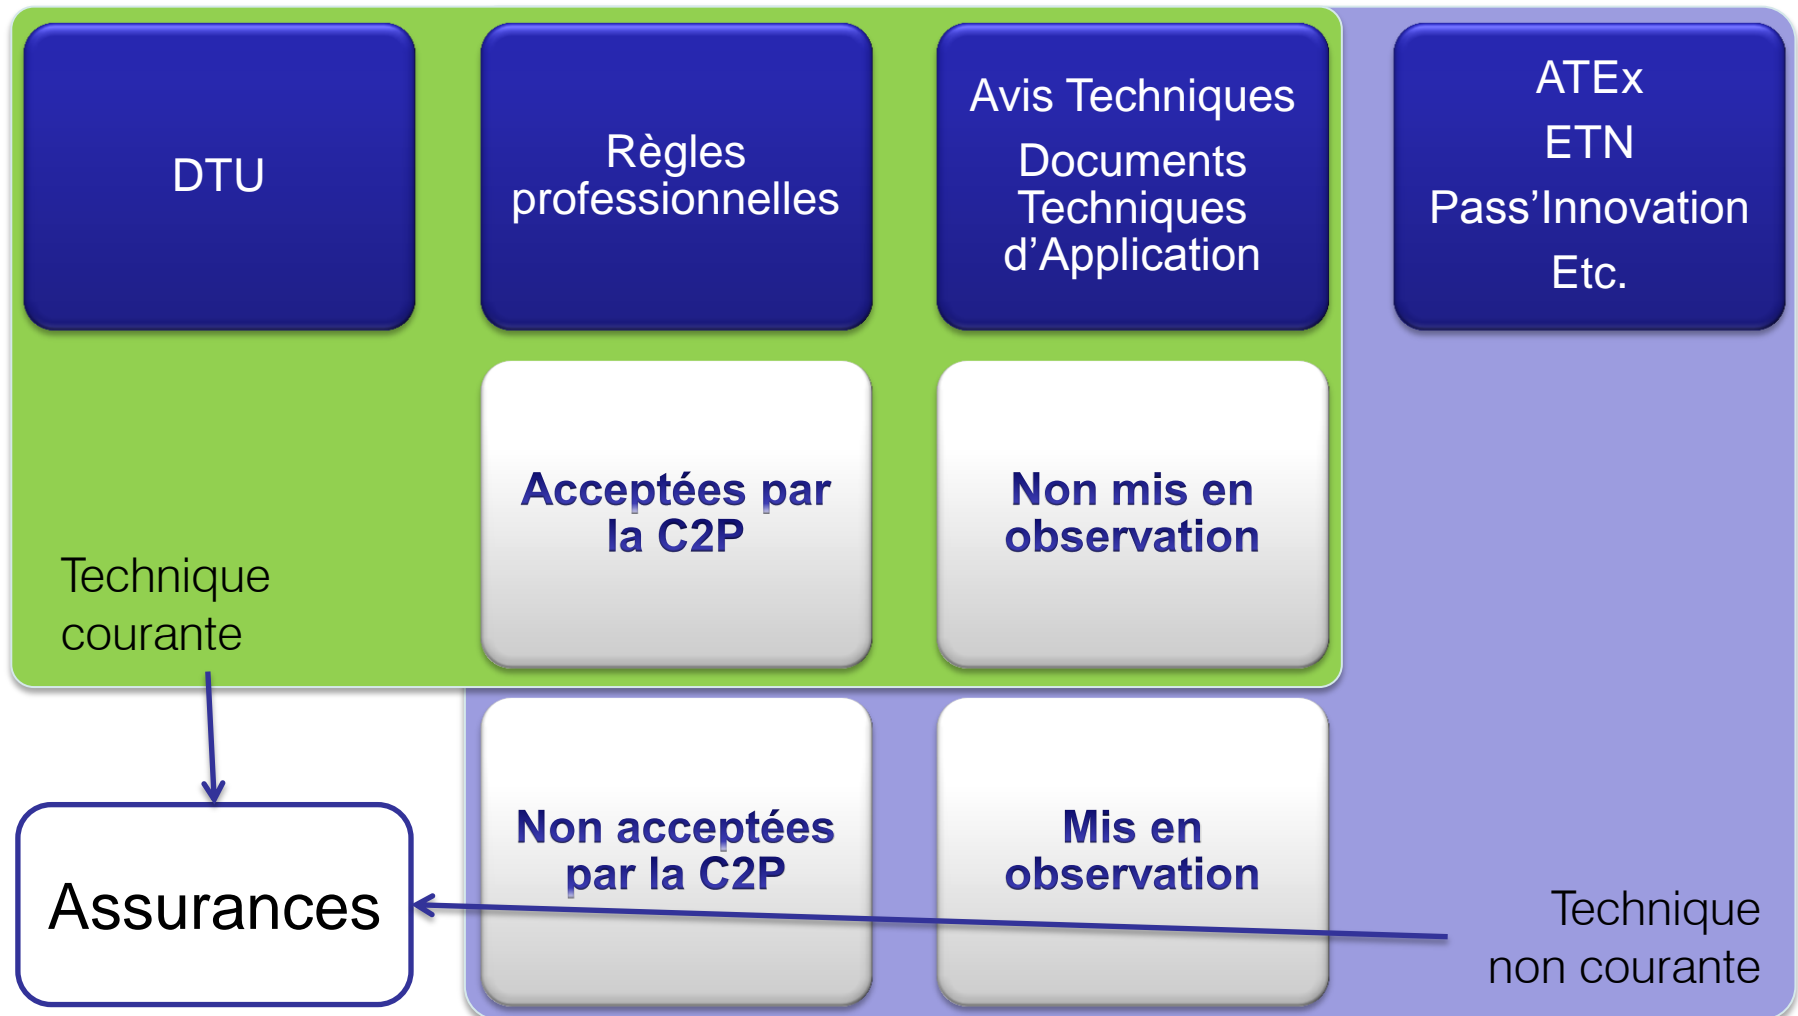 DTU
Règles
professionnelles
Avis Techniques
Documents
Techniques
d’Application
ATEx
ETN
Pass’Innovation
Etc.
Acceptées par
la C2P
Non mis en
observation
Technique
courante
Non acceptées
par la C2P
Mis en
observation
Assurances
Technique
non courante